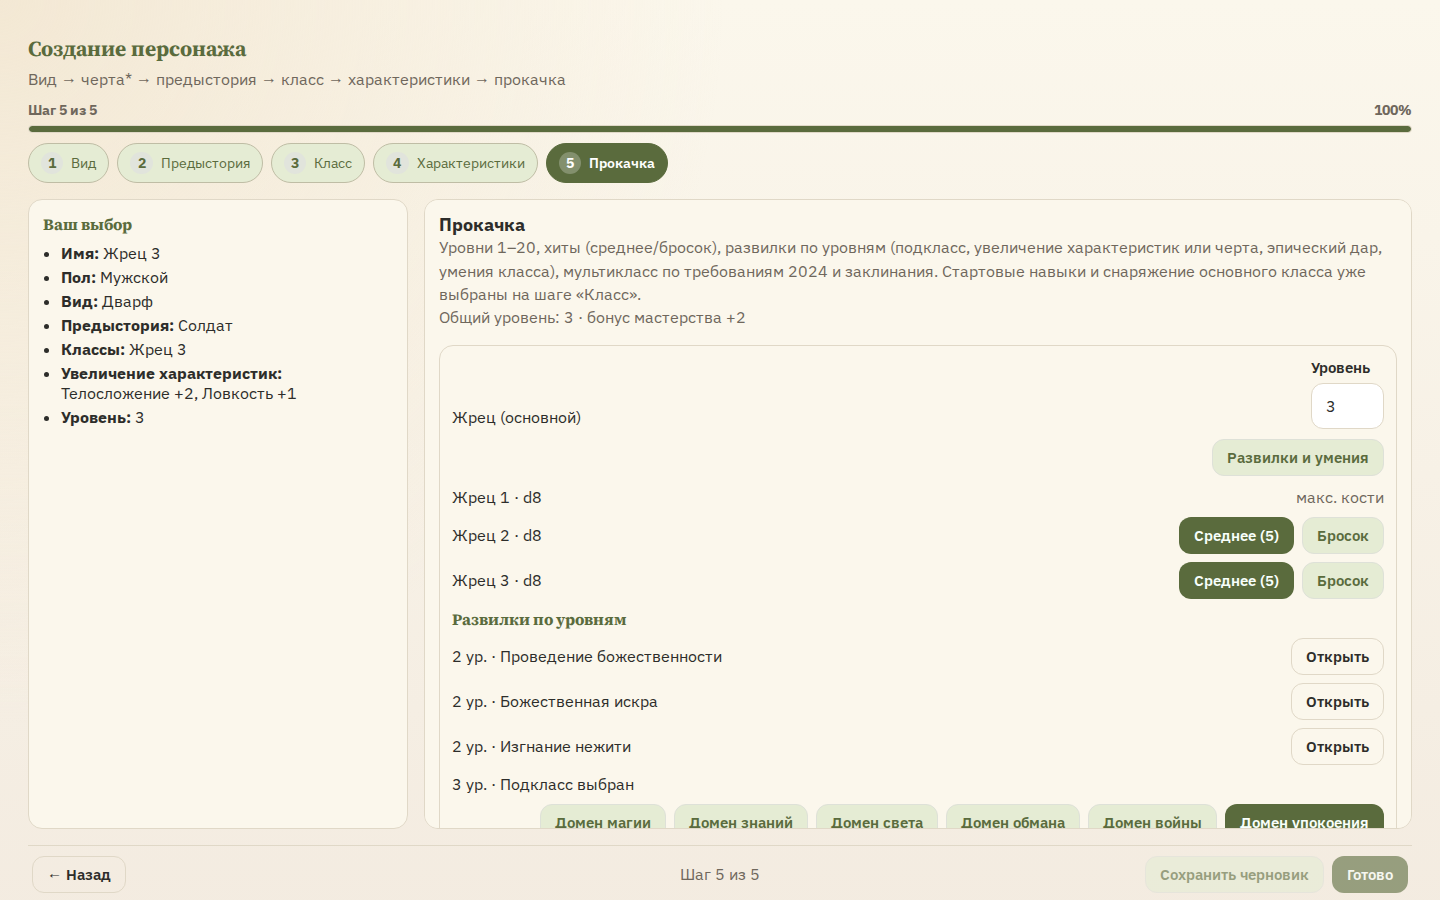 Создание персонажа
Вид → черта* → предыстория → класс → характеристики → прокачка
Шаг 5 из 5
100%
1 Вид
2 Предыстория
3 Класс
4 Характеристики
5 Прокачка
Ваш выбор
Имя: Жрец 3
Пол: Мужской
Вид: Дварф
Предыстория: Солдат
Классы: Жрец 3
Увеличение характеристик:
Телосложение +2, Ловкость +1
Уровень: 3
Прокачка
Уровни 1–20, хиты (среднее/бросок), развилки по уровням (подкласс, увеличение характеристик или черта, эпический дар,
умения класса), мультикласс по требованиям 2024 и заклинания. Стартовые навыки и снаряжение основного класса уже
выбраны на шаге «Класс».
Общий уровень: 3 · бонус мастерства +2
Уровень
Жрец (основной)
3
Развилки и умения
Жрец 1 · d8
макс. кости
Жрец 2 · d8
Среднее (5)
Бросок
Жрец 3 · d8
Среднее (5)
Бросок
Развилки по уровням
2 ур. · Проведение божественности
Открыть
2 ур. · Божественная искра
Открыть
2 ур. · Изгнание нежити
Открыть
3 ур. · Подкласс выбран
Домен магии
Домен знаний
Домен света
Домен обмана
Домен войны
Домен упокоения
← Назад
Шаг 5 из 5
Сохранить черновик
Готово